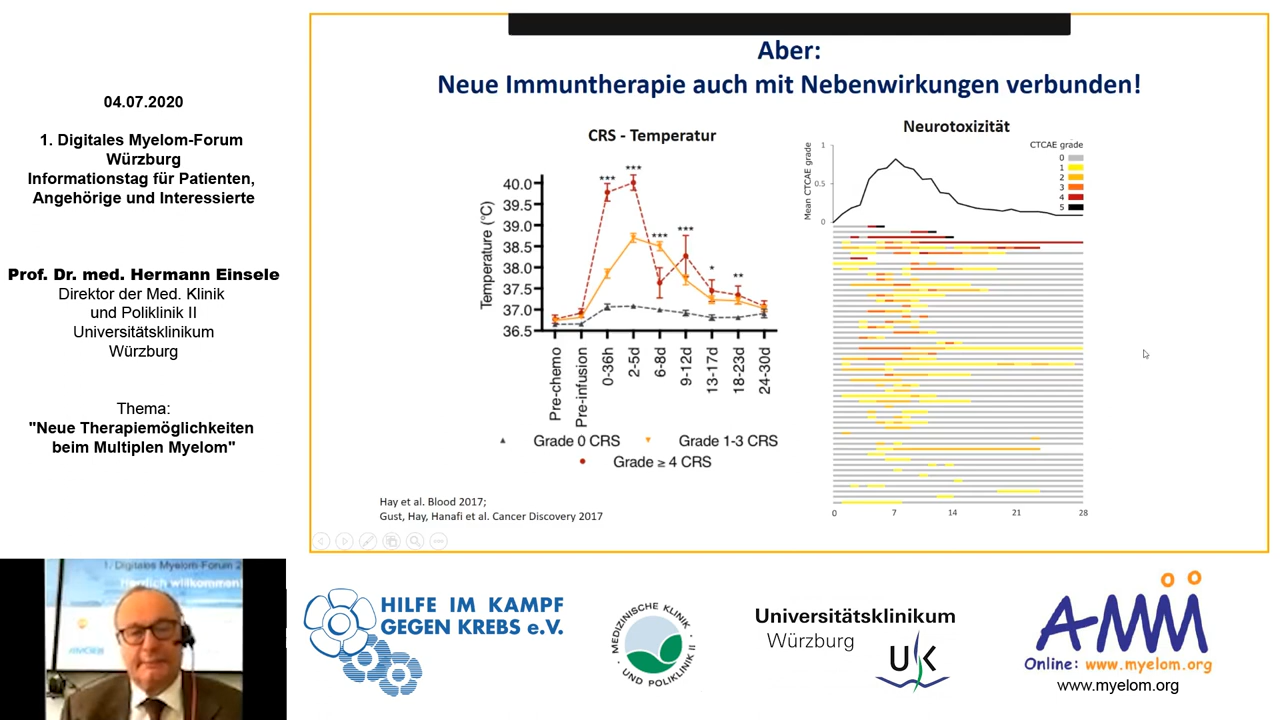 04.07.2020
1. Digitales Myelom-Forum
Würzburg
Informationstag für Patienten,
Angehörige und Interessierte
Prof. Dr. med. Hermann Einsele
Direktor der Med. Klinik
und Poliklinik II
Universitätsklinikum
Würzburg
Thema:
"Neue Therapiemöglichkeiten
beim Multiplen Myelom"
Aber:
Neue Immuntherapie auch mit Nebenwirkungen verbunden!
CRS - Temperatur
Temperature (°C)
40.0
39.5
39.0
38.5
38.0
37.5
37.0
36.5
*** *** *** *** * **
Pre-chemo
Pre-infusion
0-36h
2-5d
6-8d
9-12d
13-17d
18-23d
24-30d
Grade 0 CRS Grade 1-3 CRS
Grade ≥ 4 CRS
Neurotoxizität
Mean CTCAE grade
1
0.5
0
CTCAE grade
0
1
2
3
4
5
0 7 14 21 28
Hay et al. Blood 2017;
Gust, Hay, Hanafi et al. Cancer Discovery 2017
1. Digitales Myelom-Forum 2
Herzlich willkommen!
HILFE IM KAMPF
GEGEN KREBS e.V.
MEDIZINISCHE KLINIK
UND POLIKLINIK II
Universitätsklinikum
Würzburg
UK
AMM
Online: www.myelom.org
www.myelom.org